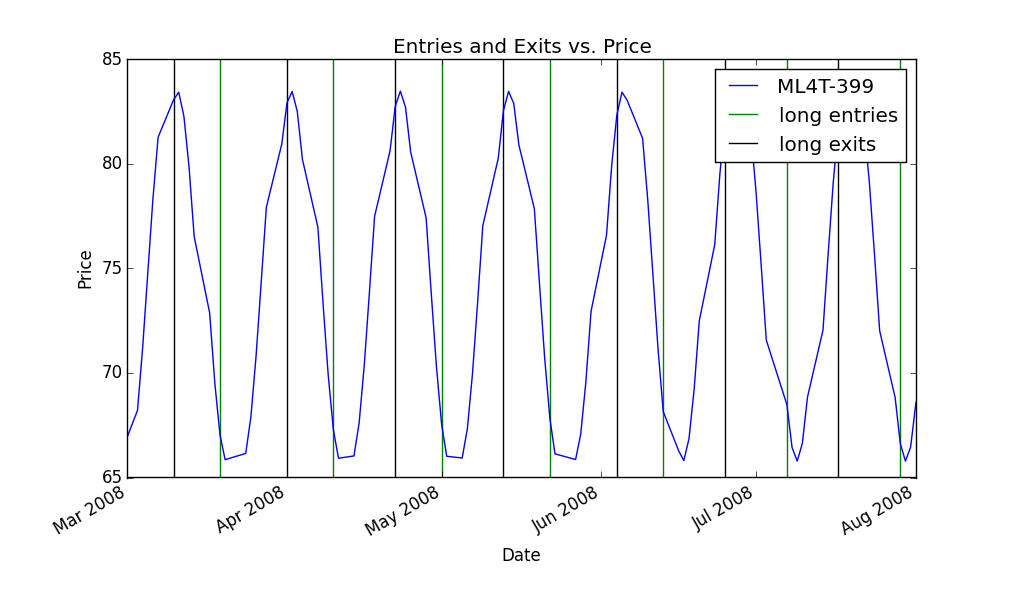 Entries and Exits vs. Price
85
80
75
70
65
Price
ML4T-399
long entries
long exits
Mar 2008
Apr 2008
May 2008
Jun 2008
Jul 2008
Aug 2008
Date